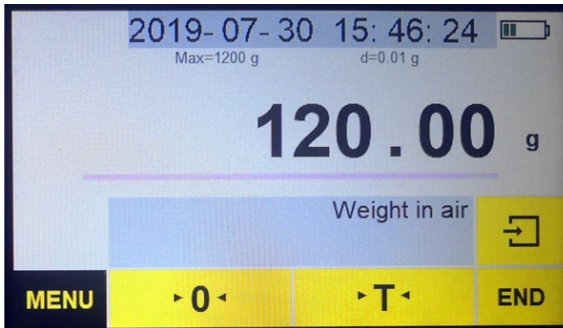 2019-07-30 15:46:24
Max=1200 g d=0.01 g
120.00 g
Weight in air
MENU ▸0◂ ▸T◂ END